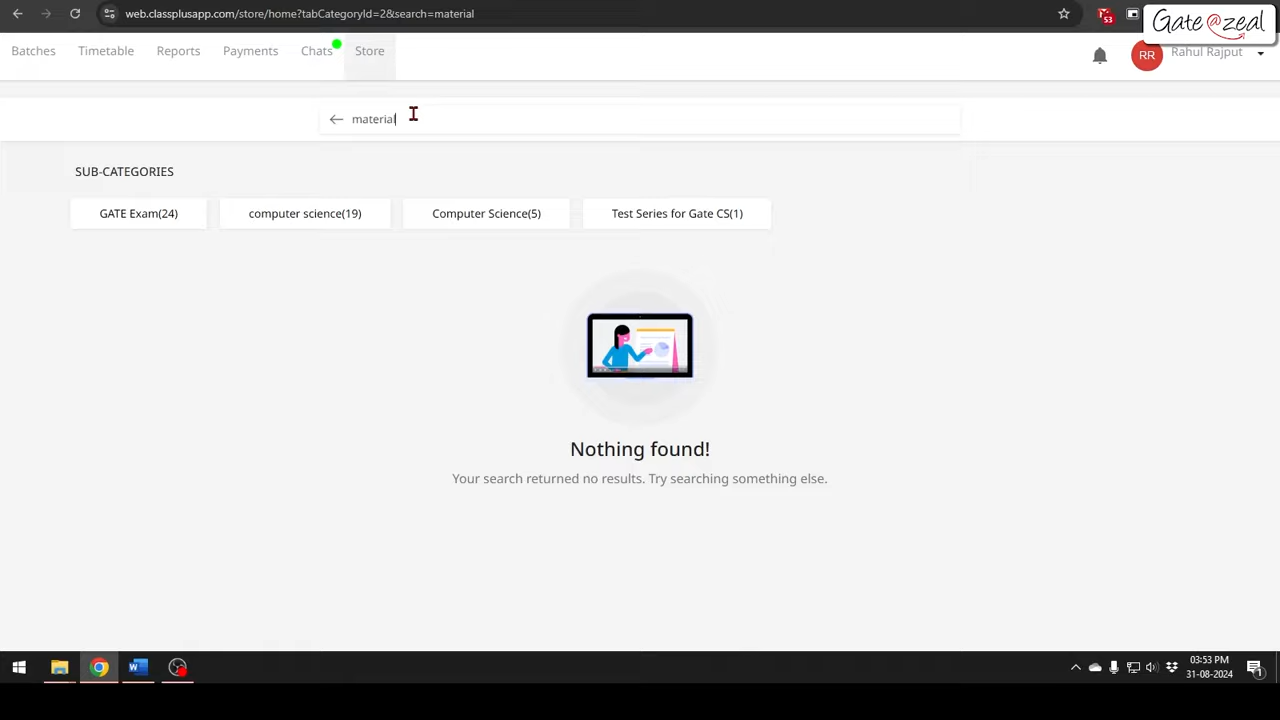 web.classplusapp.com/store/home?tabCategoryId=2&search=material
53
Gate@zeal
Batches
Timetable
Reports
Payments
Chats
Store
RR
Rahul Rajput
material
SUB-CATEGORIES
GATE Exam(24)
computer science(19)
Computer Science(5)
Test Series for Gate CS(1)
Nothing found!
Your search returned no results. Try searching something else.
03:53 PM
31-08-2024
1